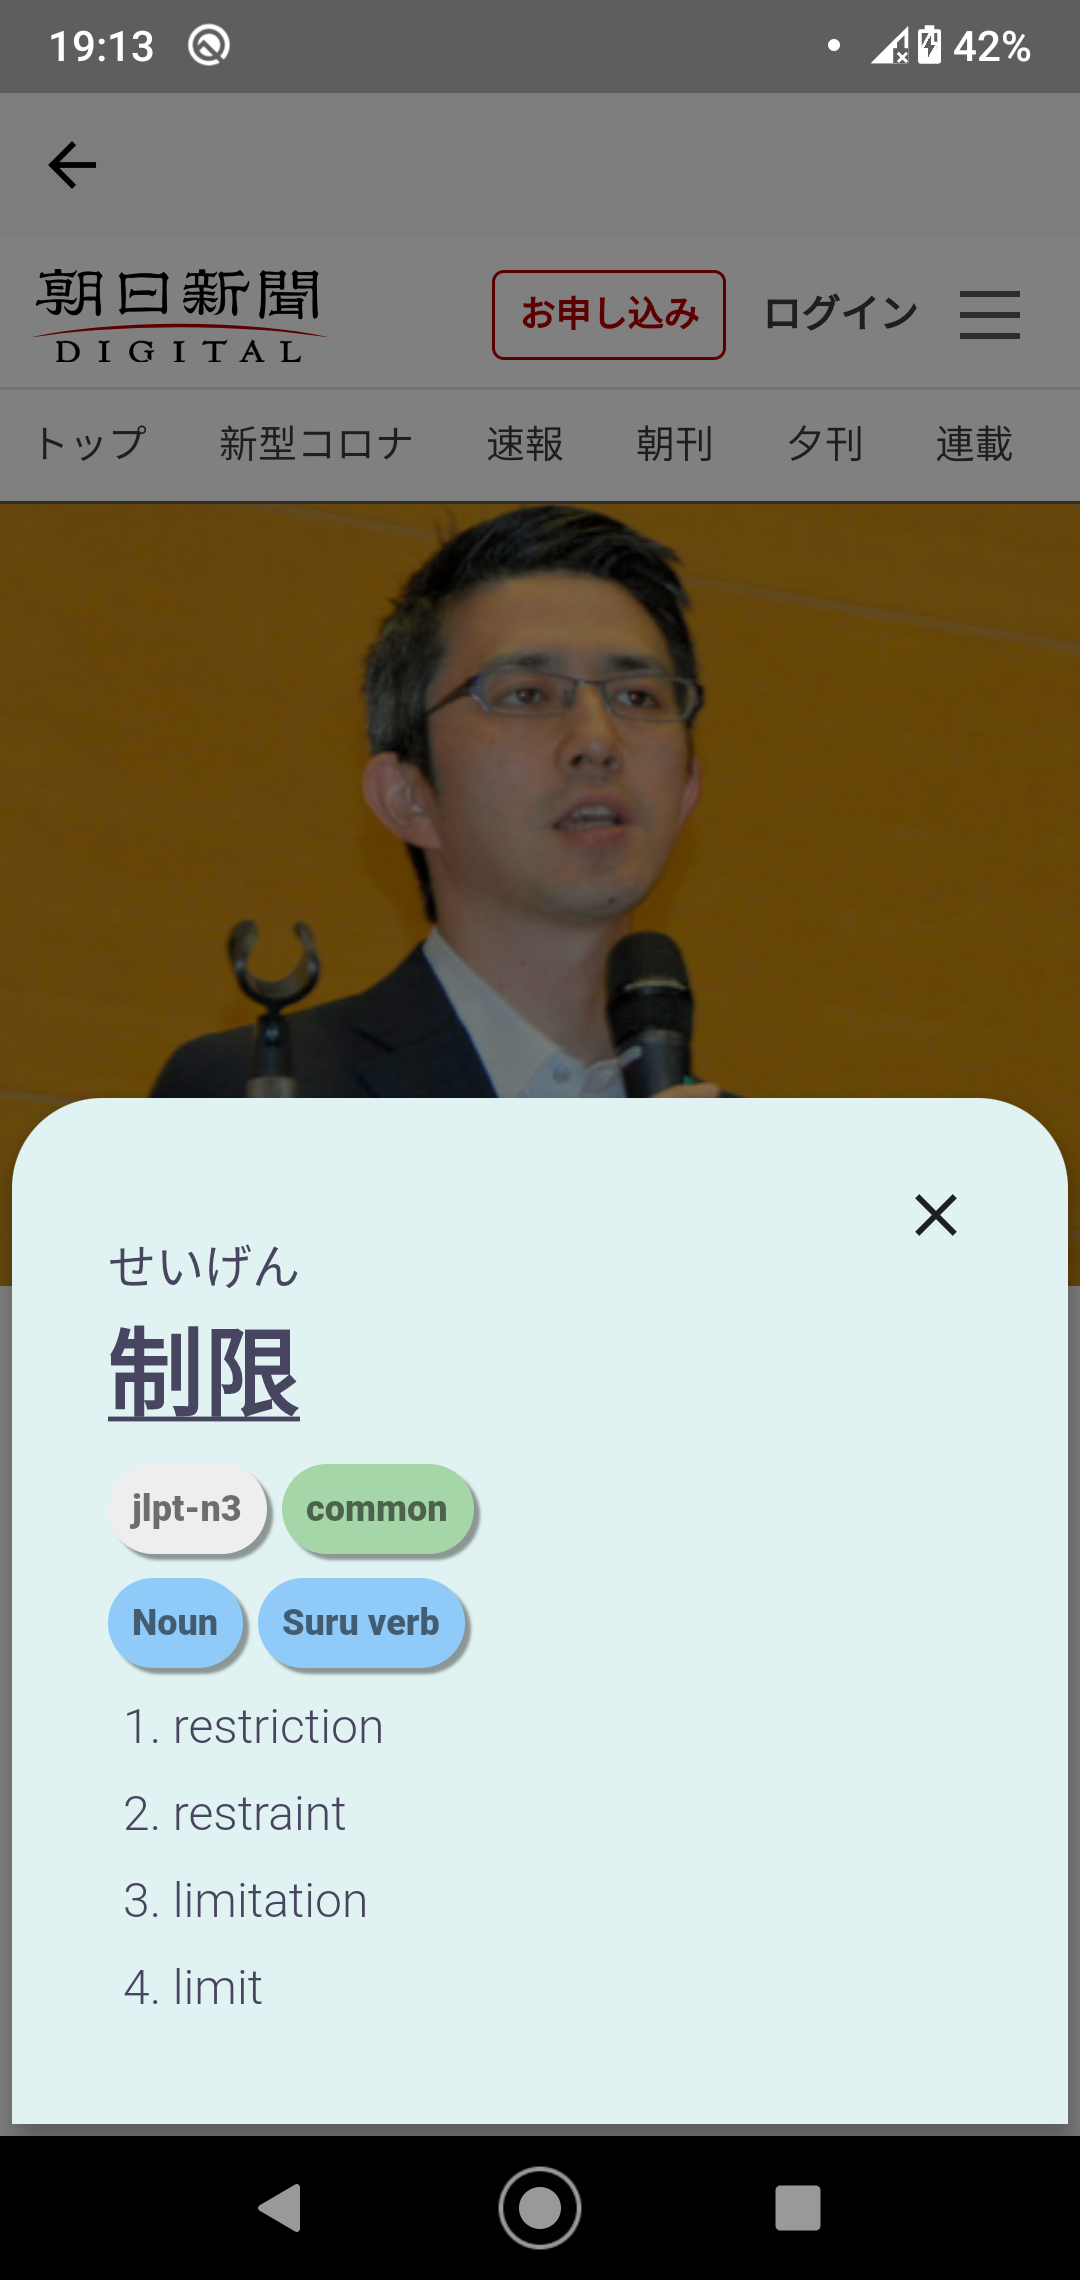 19:13 42%
朝日新聞
DIGITAL
お申し込み ログイン
トップ 新型コロナ 速報 朝刊 夕刊 連載
せいげん
制限
jlpt-n3 common
Noun Suru verb
1. restriction
2. restraint
3. limitation
4. limit